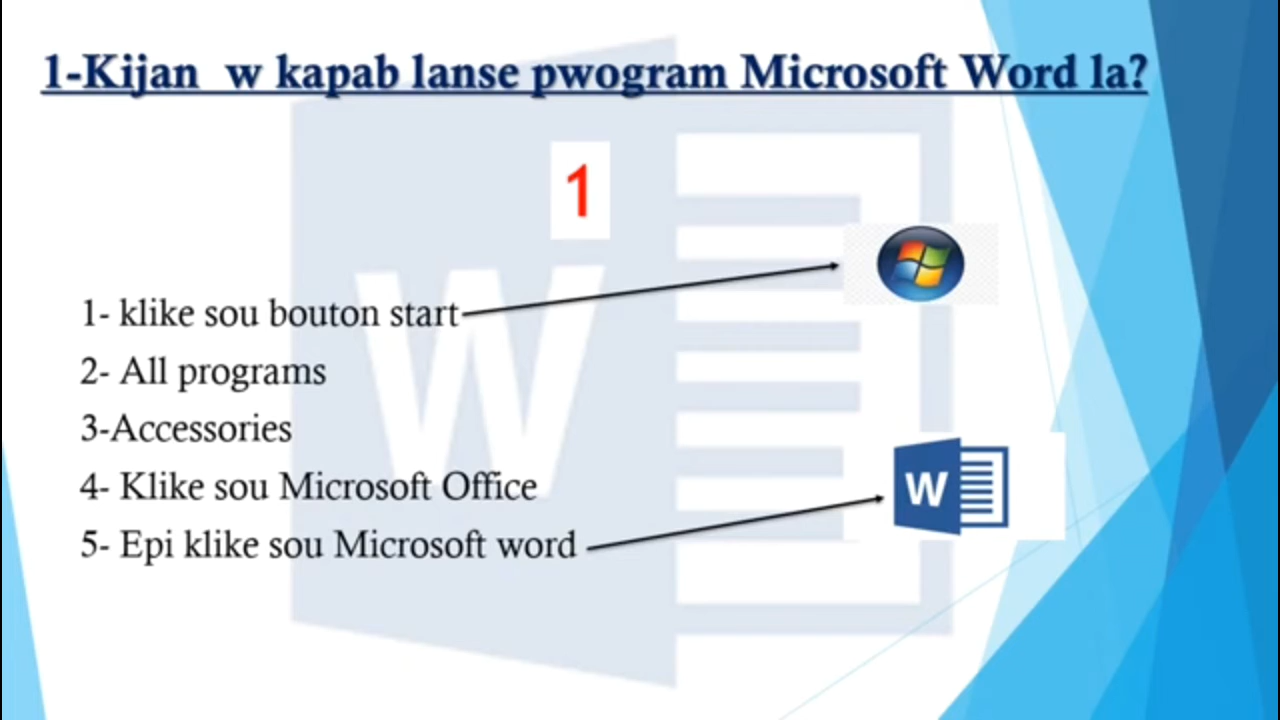 1-Kijan w kapab lanse pwogram Microsoft Word la?
1
1- klike sou bouton start
2- All programs
3-Accessories
4- Klike sou Microsoft Office
5- Epi klike sou Microsoft word
W
W